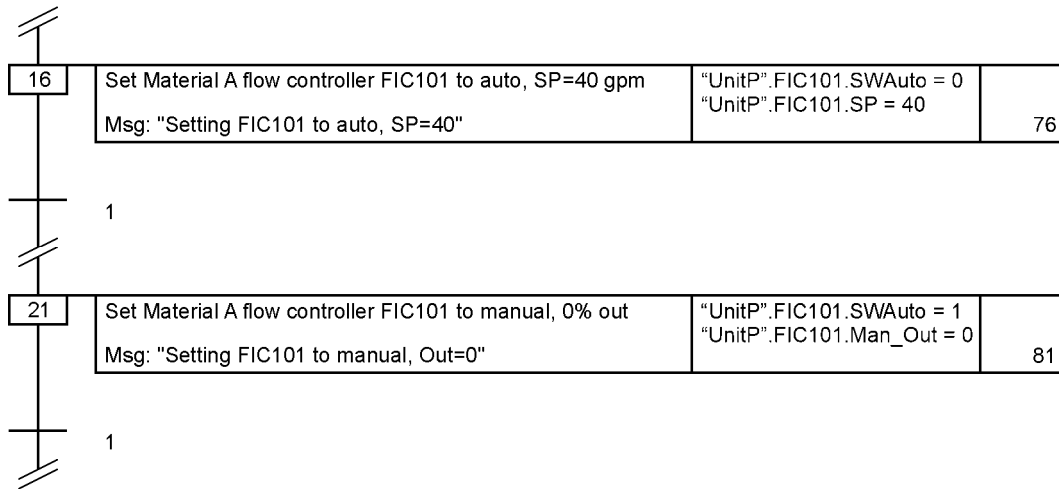 16
Set Material A flow controller FIC101 to auto, SP=40 gpm
Msg: "Setting FIC101 to auto, SP=40"
“UnitP”.FIC101.SWAuto = 0
“UnitP”.FIC101.SP = 40
76
1
21
Set Material A flow controller FIC101 to manual, 0% out
Msg: "Setting FIC101 to manual, Out=0"
“UnitP”.FIC101.SWAuto = 1
“UnitP”.FIC101.Man_Out = 0
81
1